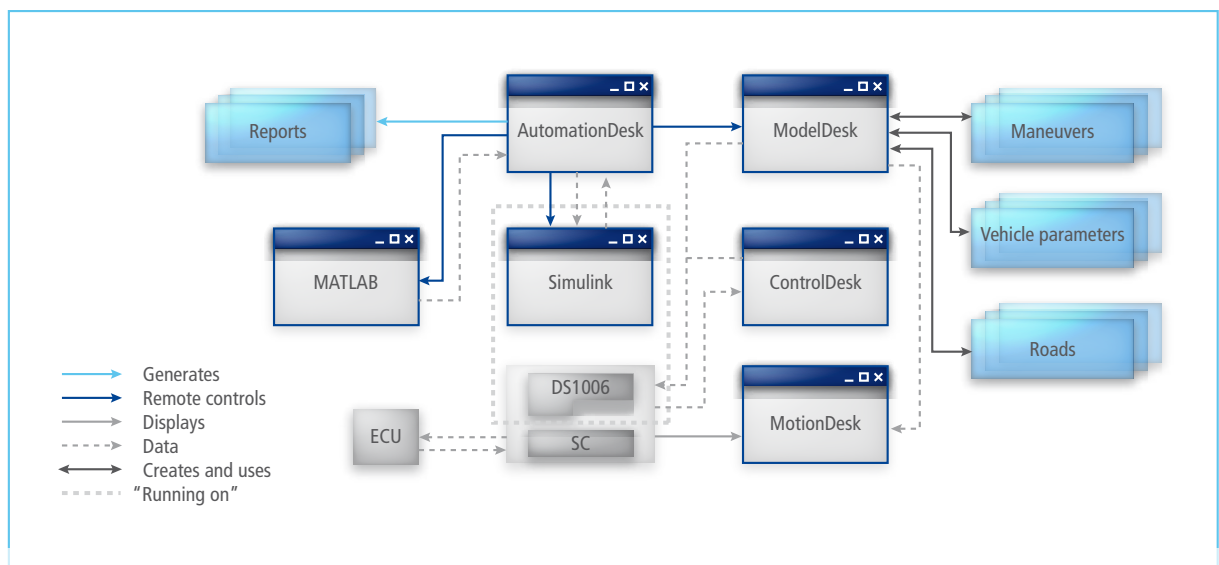 Reports
AutomationDesk
ModelDesk
Maneuvers
MATLAB
Simulink
ControlDesk
Vehicle parameters
Roads
DS1006
SC
ECU
MotionDesk
Generates
Remote controls
Displays
Data
Creates and uses
“Running on”